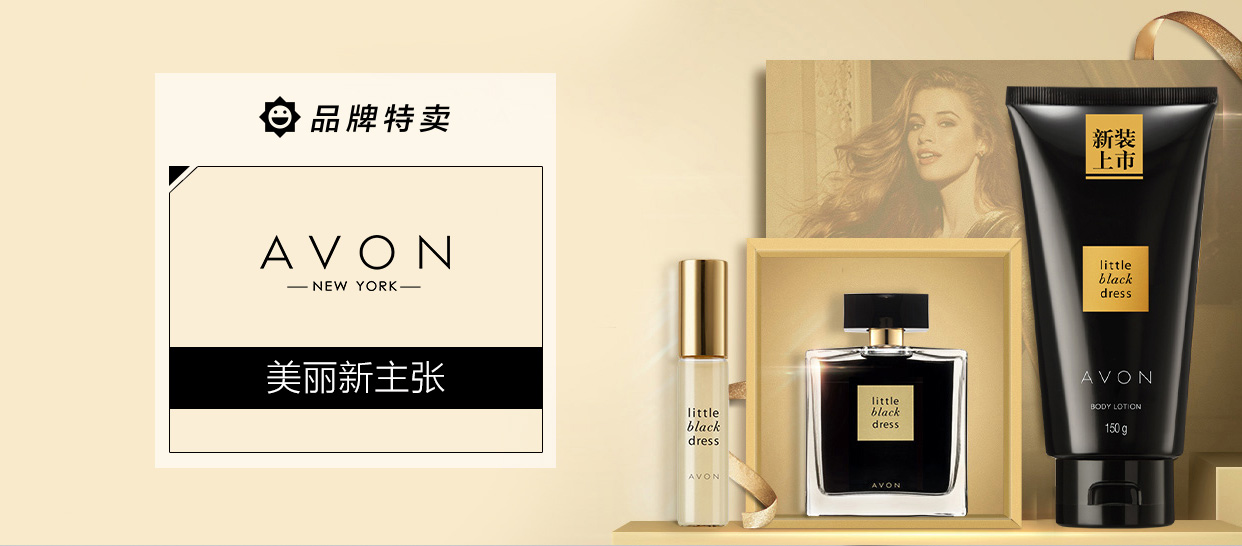 品牌特卖
AVON
NEW YORK
美丽新主张
little
black
dress
AVON
little
black
dress
AVON
新装
上市
little
black
dress
AVON
BODY LOTION
150g